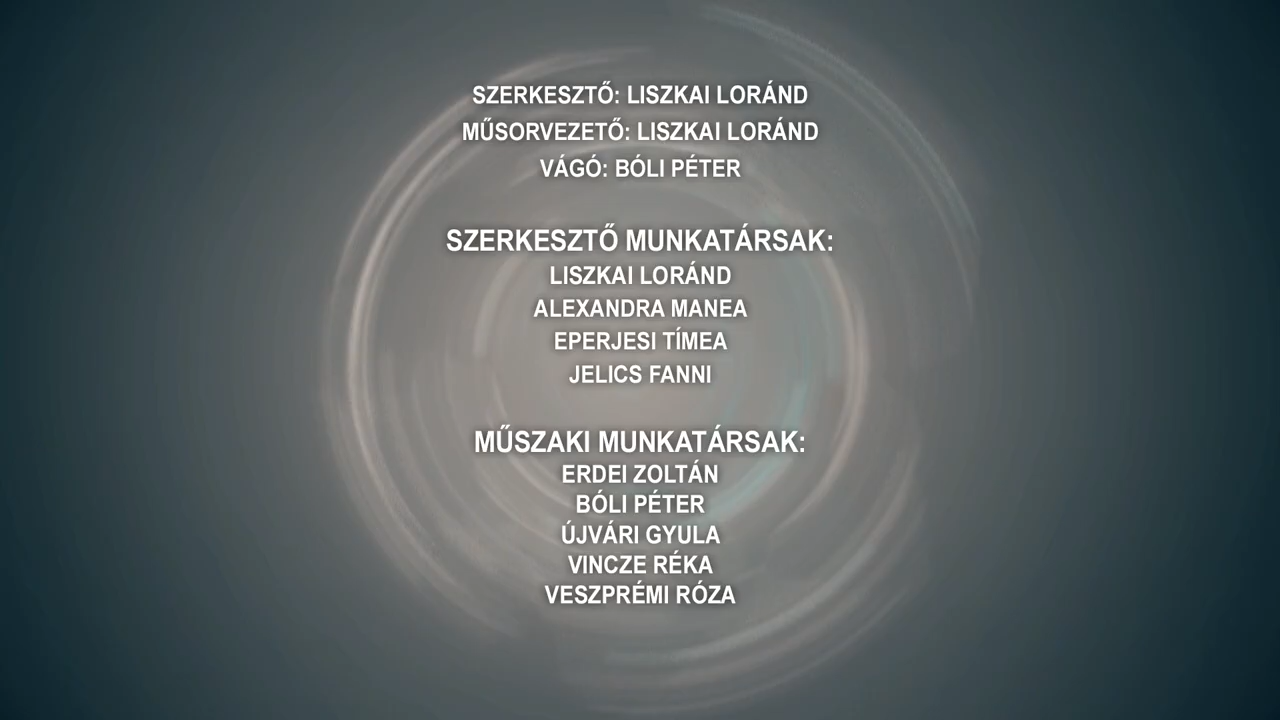 SZERKESZTŐ: LISZKAI LORÁND
MŰSORVEZETŐ: LISZKAI LORÁND
VÁGÓ: BÓLI PÉTER
SZERKESZTŐ MUNKATÁRSAK:
LISZKAI LORÁND
ALEXANDRA MANEA
EPERJESI TÍMEA
JELICS FANNI
MŰSZAKI MUNKATÁRSAK:
ERDEI ZOLTÁN
BÓLI PÉTER
ÚJVÁRI GYULA
VINCZE RÉKA
VESZPRÉMI RÓZA